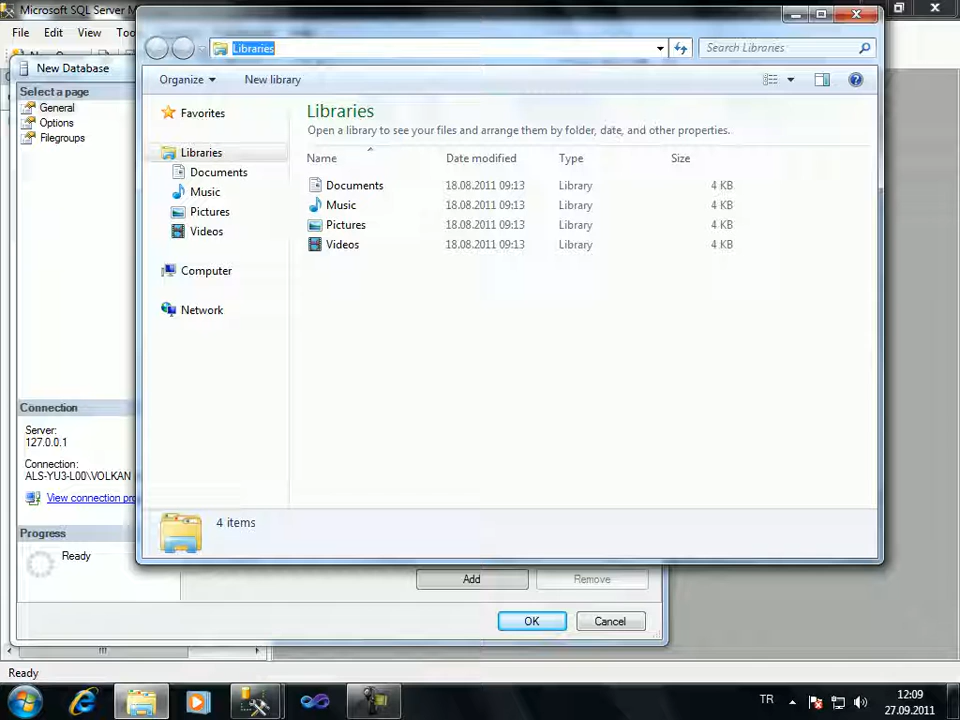 Microsoft SQL Server M
File Edit View Too
New Database
Select a page
General
Options
Filegroups
Connection
Server:
127.0.0.1
Connection:
ALS-YU3-L00\VOLKAN
View connection pro
Progress
Ready
Libraries
Search Libraries
Organize New library
Favorites
Libraries
Documents
Music
Pictures
Videos
Computer
Network
Libraries
Open a library to see your files and arrange them by folder, date, and other properties.
Name Date modified Type Size
Documents 18.08.2011 09:13 Library 4 KB
Music 18.08.2011 09:13 Library 4 KB
Pictures 18.08.2011 09:13 Library 4 KB
Videos 18.08.2011 09:13 Library 4 KB
4 items
Add Remove
OK Cancel
Ready
TR 12:09
27.09.2011